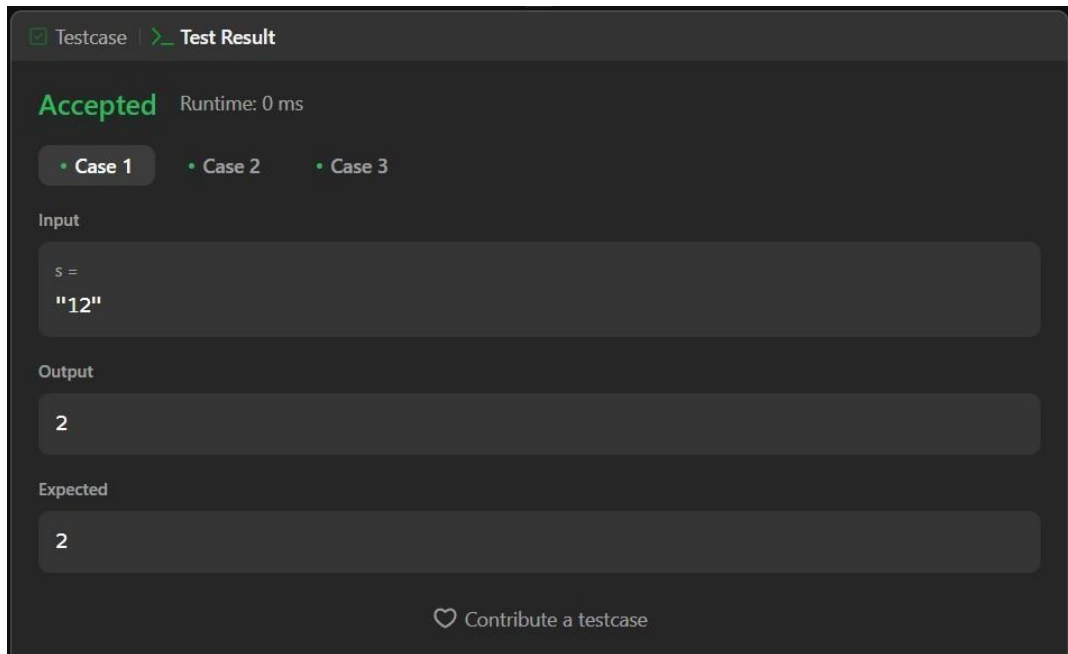 Testcase | >_ Test Result
Accepted Runtime: 0 ms
• Case 1 • Case 2 • Case 3
Input
s =
"12"
Output
2
Expected
2
Contribute a testcase